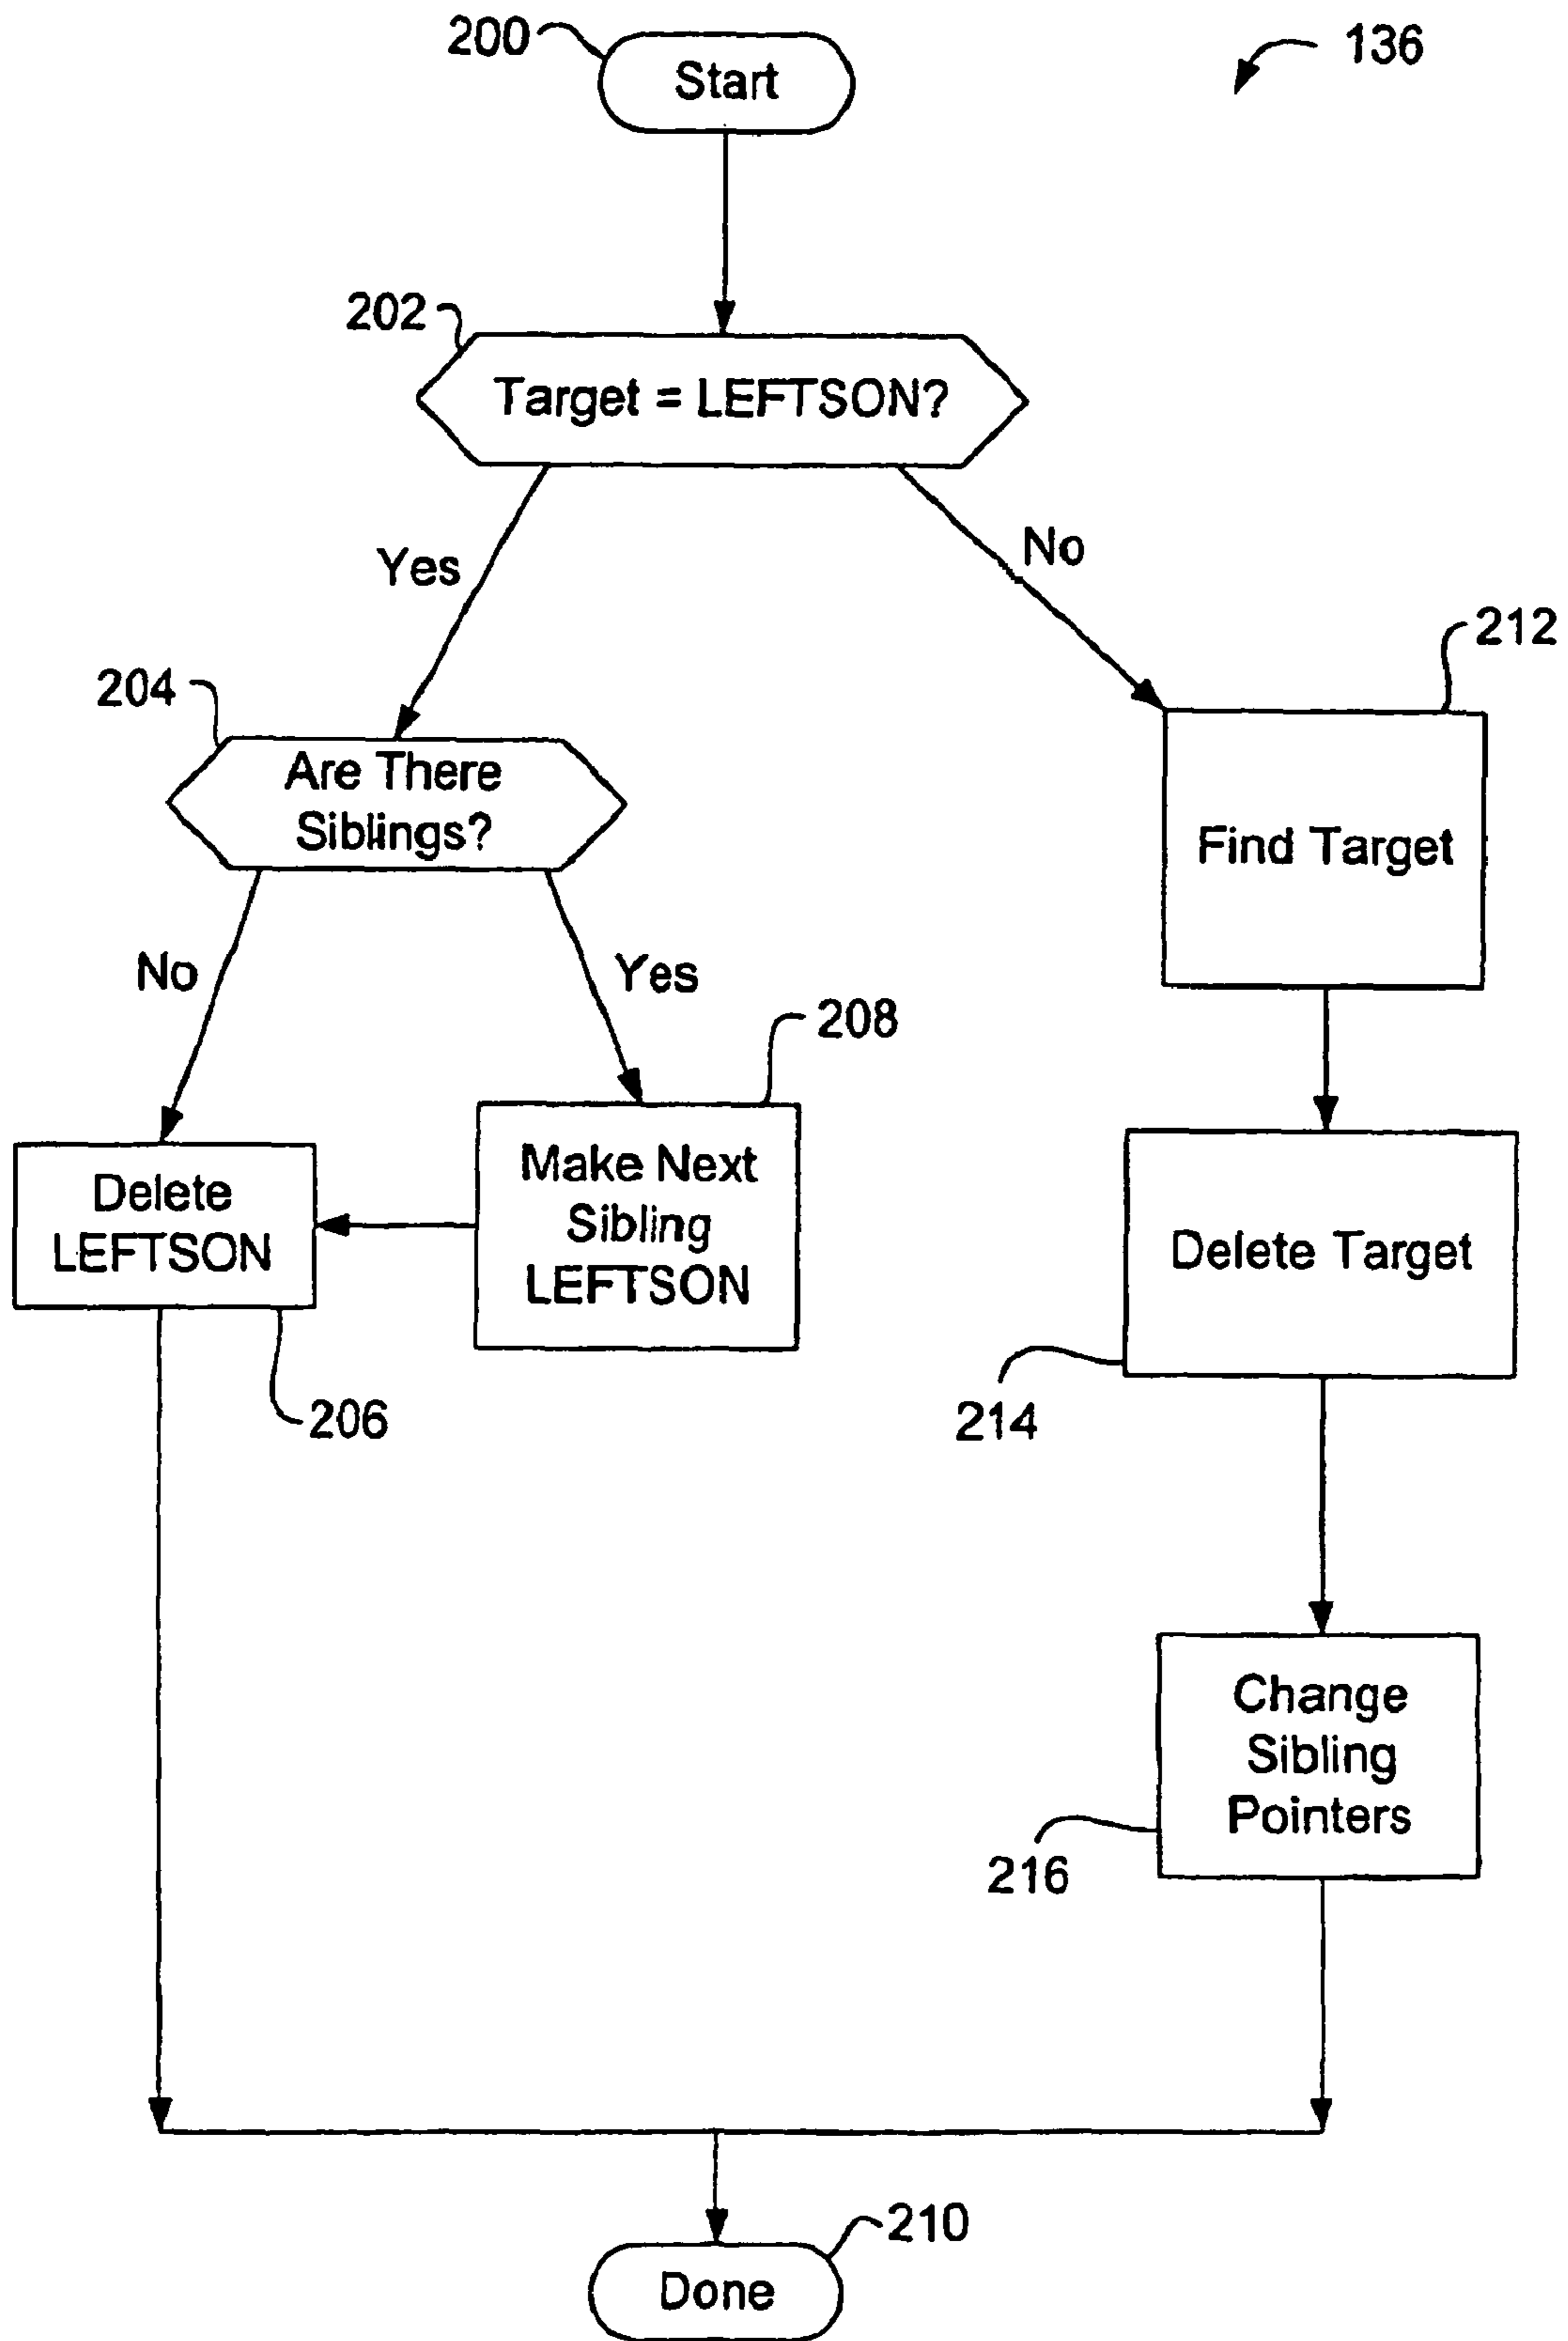 200
Start
136
202
Target = LEFTSON?
Yes
No
212
204
Are There
Siblings?
Find Target
No
Yes
208
Delete
LEFTSON
Make Next
Sibling
LEFTSON
Delete Target
206
214
Change
Sibling
Pointers
216
210
Done